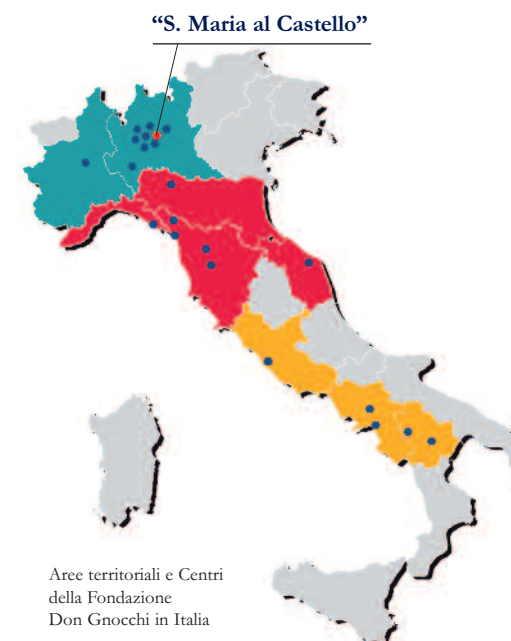 “S. Maria al Castello”
Aree territoriali e Centri
della Fondazione
Don Gnocchi in Italia